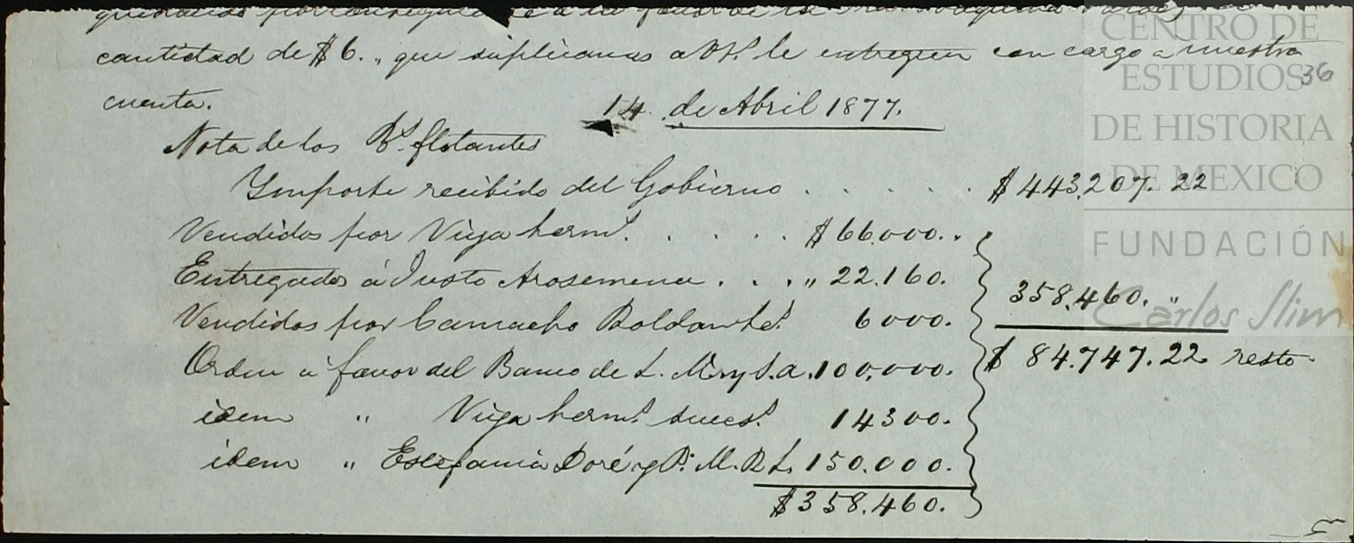 cantidad de $6.,, que suplicamos a VV. le entreguen con cargo a nuestra
36
cuenta.
14 de Abril 1877.
Nota de los Bs. flotantes
Importe recibido del Gobierno . . . . . $443,207.22
Vendidos por Viya herms. . . . . $66.000..
Entregados á Justo Arosemena . . . ,, 22.160.
358.460.,,
Vendidos por Camacho Roldan 6000.
$84.747.22 resto
Orden á favor del Banco de L. M. y S. A. 100,000.
idem ,, Viya herms. sucs. 14300.
idem ,, Estefania Doré y 150.000.
$358.460.
CENTRO DE
ESTUDIOS
DE HISTORIA
DE MEXICO
FUNDACIÓN
Carlos Slim